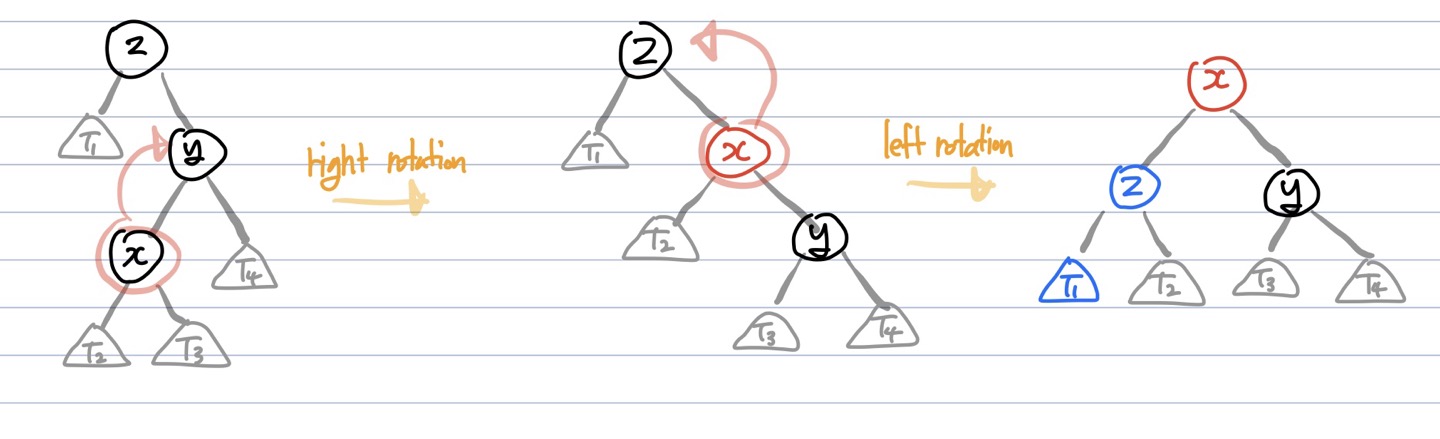 z
T₁
y
x
T₄
T₂
T₃
right rotation
Z
T₁
x
T₂
y
T₃
T₄
left rotation
x
z
y
T₁
T₂
T₃
T₄